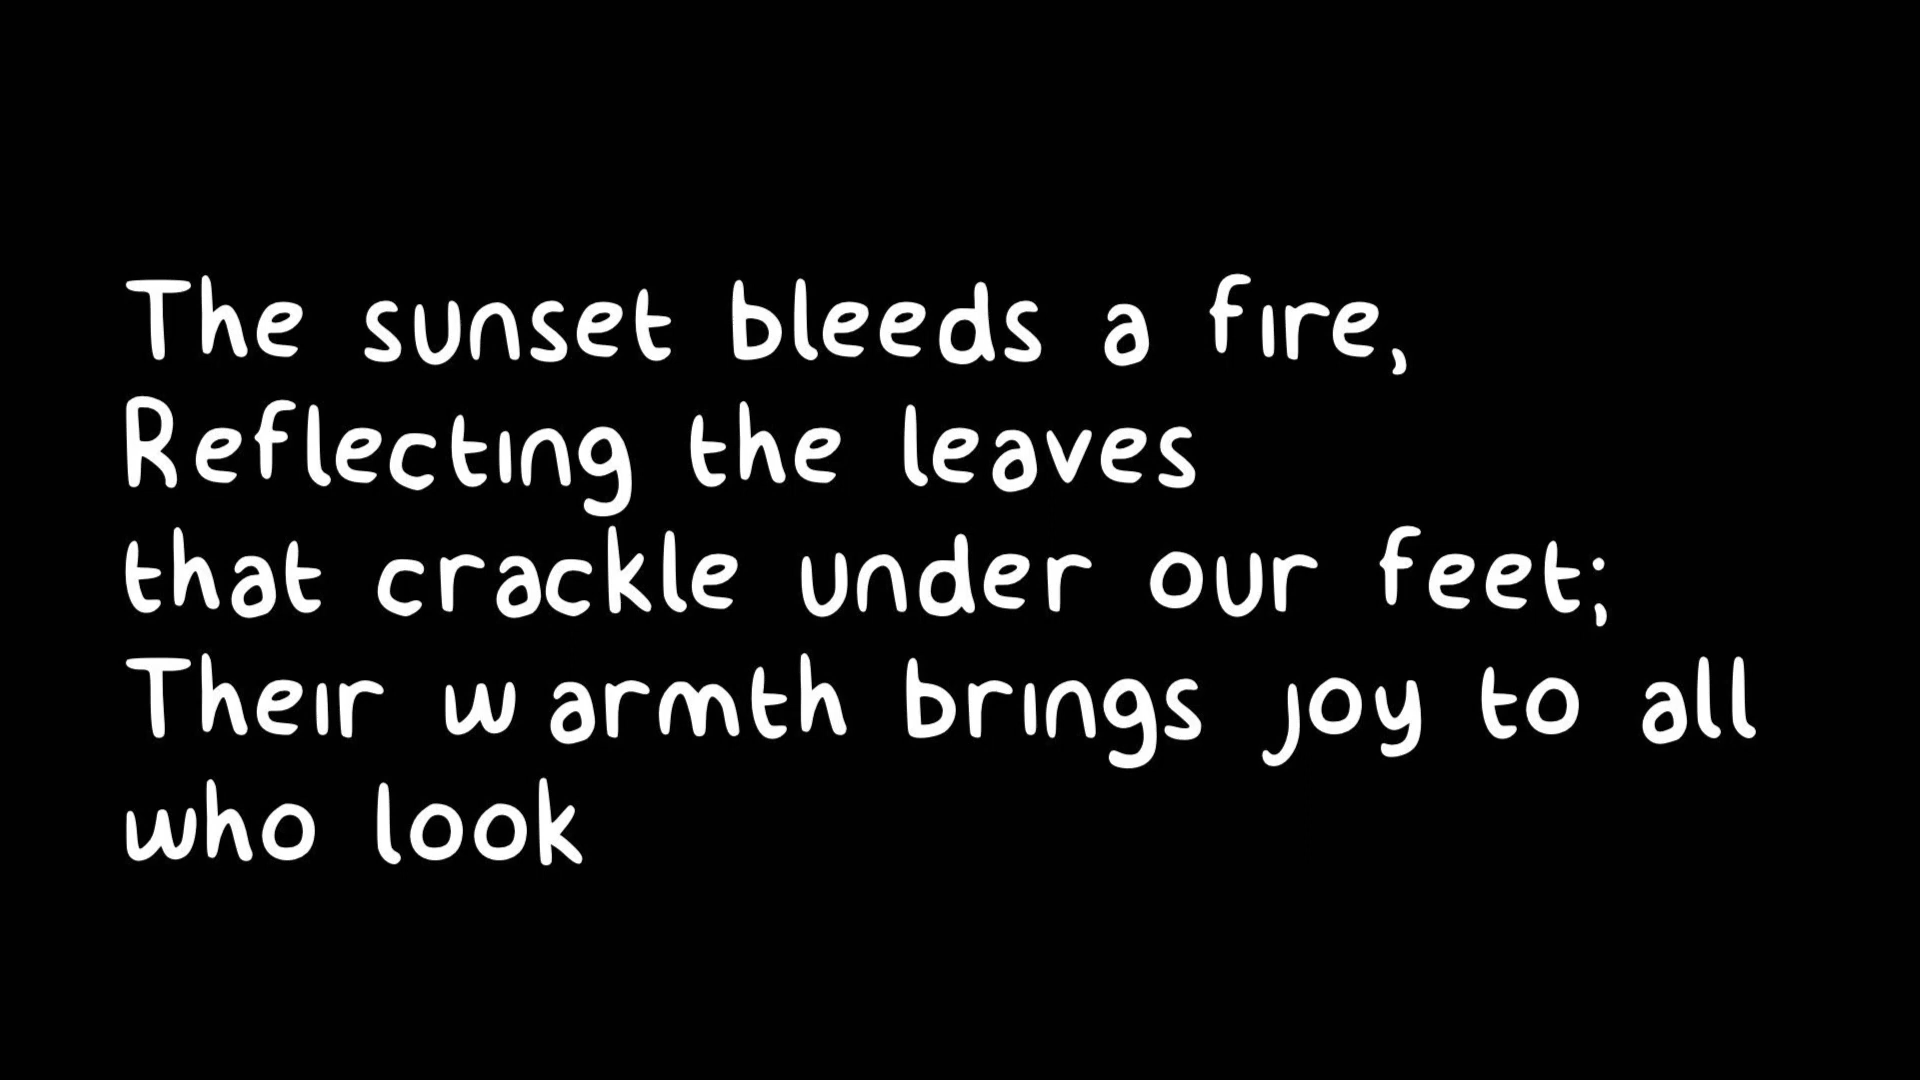 The sunset bleeds a fire,
Reflecting the leaves
that crackle under our feet;
Their warmth brings joy to all
who look